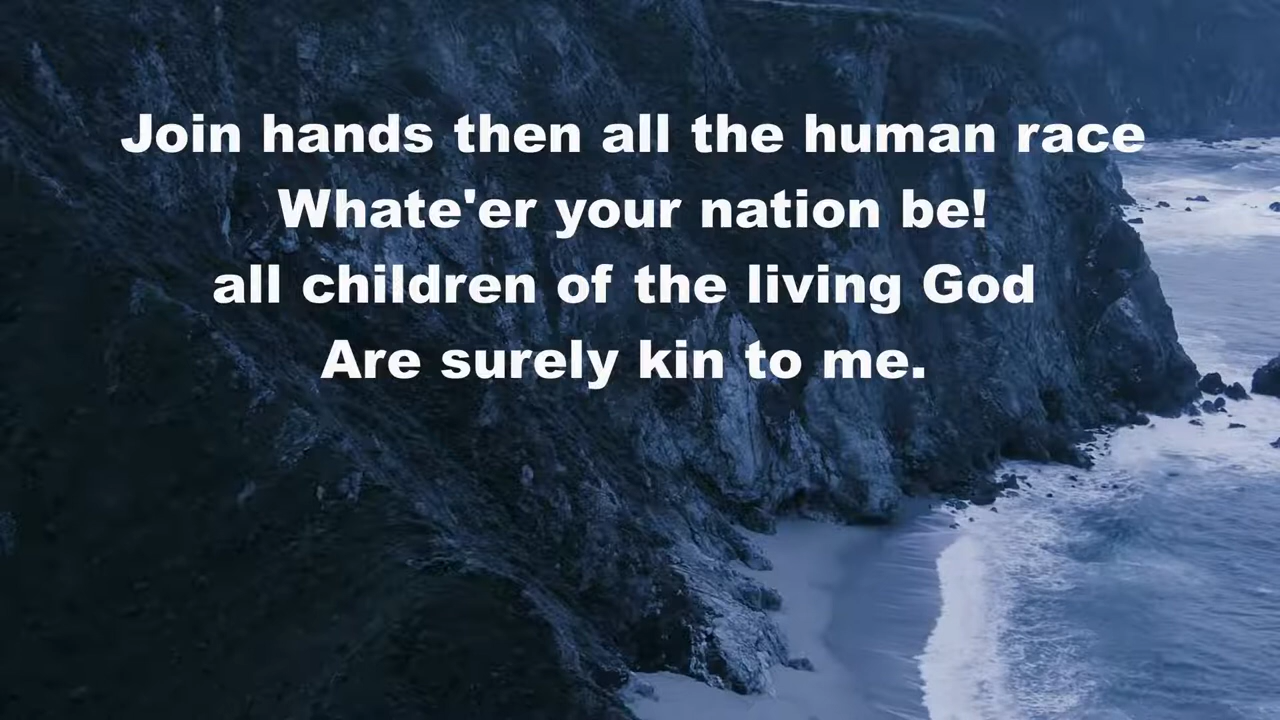 Join hands then all the human race
Whate'er your nation be!
all children of the living God
Are surely kin to me.